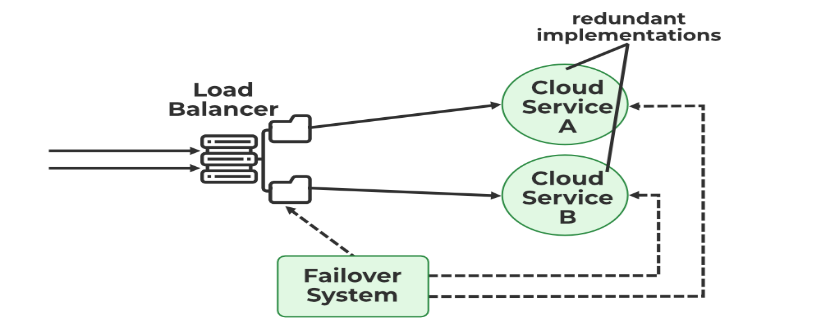 redundant
implementations
Load
Balancer
Cloud
Service
A
Cloud
Service
B
Failover
System